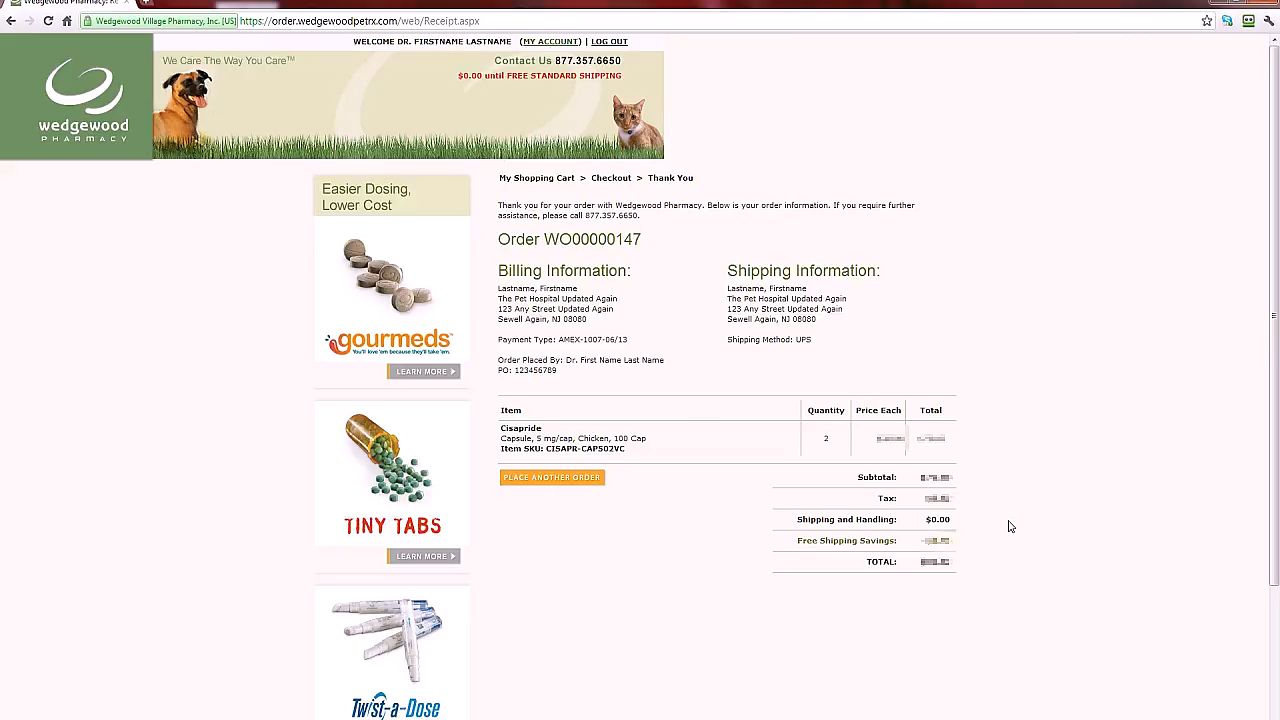 Wedgewood Pharmacy: Re
Wedgewood Village Pharmacy, Inc. [US]
https://order.wedgewoodpetrx.com/web/Receipt.aspx
WELCOME DR. FIRSTNAME LASTNAME (MY ACCOUNT) | LOG OUT
We Care The Way You Care™
Contact Us 877.357.6650
$0.00 until FREE STANDARD SHIPPING
wedgewood
PHARMACY
My Shopping Cart > Checkout > Thank You
Thank you for your order with Wedgewood Pharmacy. Below is your order information. If you require further
assistance, please call 877.357.6650.
Order WO00000147
Billing Information:
Lastname, Firstname
The Pet Hospital Updated Again
123 Any Street Updated Again
Sewell Again, NJ 08080
Payment Type: AMEX-1007-06/13
Order Placed By: Dr. First Name Last Name
PO: 123456789
Shipping Information:
Lastname, Firstname
The Pet Hospital Updated Again
123 Any Street Updated Again
Sewell Again, NJ 08080
Shipping Method: UPS
Item Quantity Price Each Total
Cisapride
Capsule, 5 mg/cap, Chicken, 100 Cap 2
Item SKU: CISAPR-CAPS02VC
PLACE ANOTHER ORDER
Subtotal:
Tax:
Shipping and Handling: $0.00
Free Shipping Savings:
TOTAL:
Easier Dosing,
Lower Cost
gourmeds
You'll love 'em because they'll take 'em.
LEARN MORE
TINY TABS
LEARN MORE
Twist-a-Dose